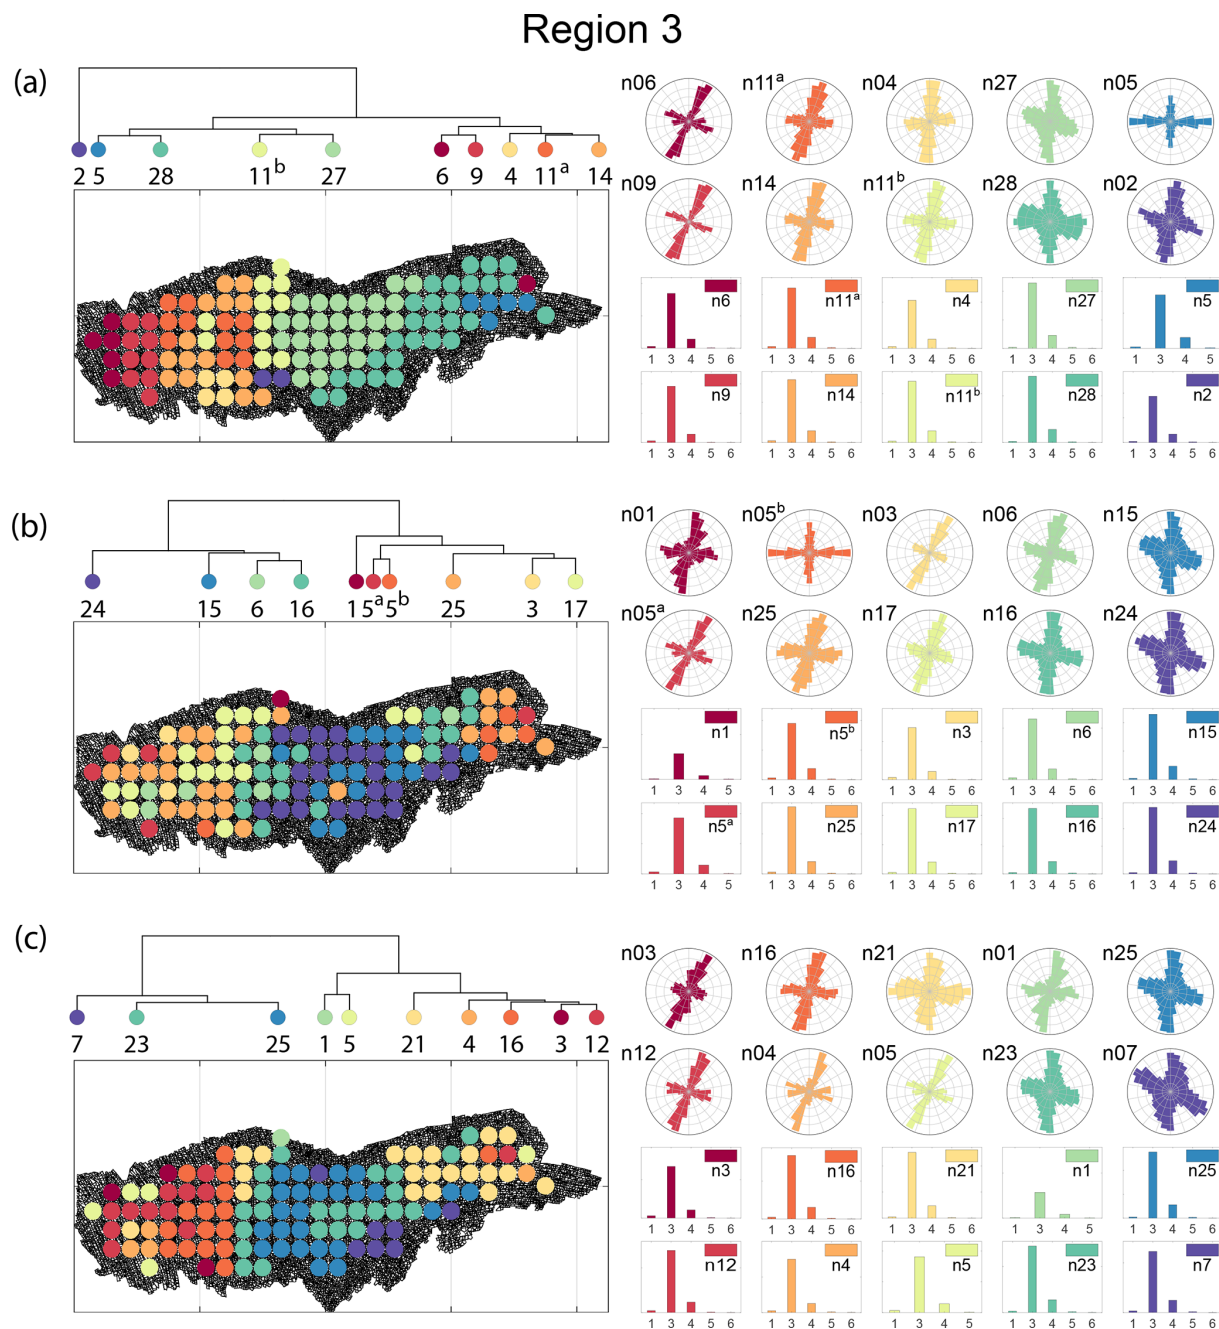 Region 3
(a)
2 5 28 11ᵇ 27 6 9 4 11ᵃ 14
n06 n11ᵃ n04 n27 n05
n09 n14 n11ᵇ n28 n02
n6 n11ᵃ n4 n27 n5
1 3 4 5 6 1 3 4 5 6 1 3 4 5 6 1 3 4 5 6 1 3 4 5
n9 n14 n11ᵇ n28 n2
1 3 4 5 6 1 3 4 5 6 1 3 4 5 6 1 3 4 5 6 1 3 4 5 6
(b)
24 15 6 16 15ᵃ 5ᵇ 25 3 17
n01 n05ᵇ n03 n06 n15
n05ᵃ n25 n17 n16 n24
n1 n5ᵇ n3 n6 n15
1 3 4 5 1 3 4 5 6 1 3 4 5 6 1 3 4 5 6 1 3 4 5 6
n5ᵃ n25 n17 n16 n24
1 3 4 5 1 3 4 5 6 1 3 4 5 6 1 3 4 5 6 1 3 4 5 6
(c)
7 23 25 1 5 21 4 16 3 12
n03 n16 n21 n01 n25
n12 n04 n05 n23 n07
n3 n16 n21 n1 n25
1 3 4 5 6 1 3 4 5 6 1 3 4 5 6 1 3 4 5 1 3 4 5 6
n12 n4 n5 n23 n7
1 3 4 5 6 1 3 4 5 6 1 3 4 5 1 3 4 5 6 1 3 4 5 6